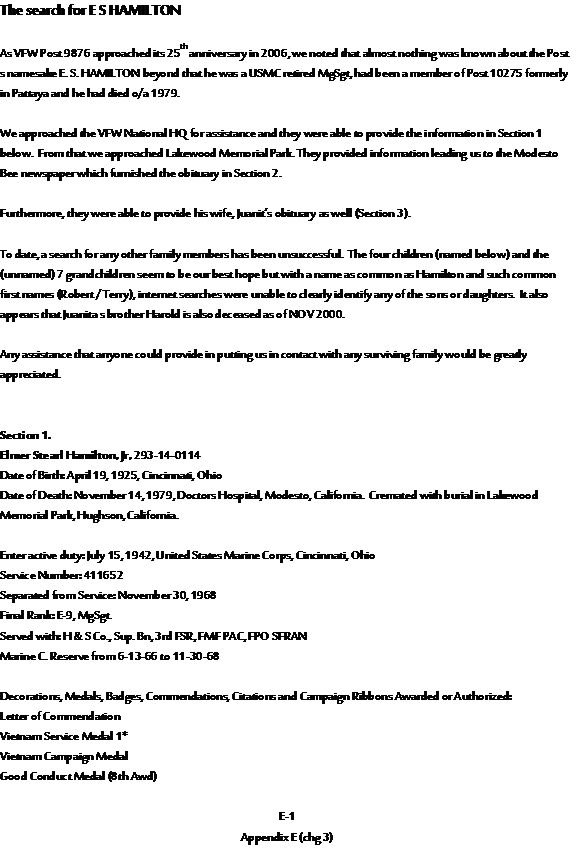 The search for E S HAMILTON
As VFW Post 9876 approached its 25th anniversary in 2006, we noted that almost nothing was known about the Post
s namesake E. S. HAMILTON beyond that he was a USMC retired MgSgt, had been a member of Post 10275 formerly
in Pattaya and he had died o/a 1979.
We approached the VFW National HQ for assistance and they were able to provide the information in Section 1
below. From that we approached Lakewood Memorial Park. They provided information leading us to the Modesto
Bee newspaper which furnished the obituary in Section 2.
Furthermore, they were able to provide his wife, Juanit's obituary as well (Section 3).
To date, a search for any other family members has been unsuccessful. The four children (named below) and the
(unnamed) 7 grandchildren seem to be our best hope but with a name as common as Hamilton and such common
first names (Robert / Terry), internet searches were unable to clearly identify any of the sons or daughters. It also
appears that Juanita s brother Harold is also deceased as of NOV 2000.
Any assistance that anyone could provide in putting us in contact with any surviving family would be greatly
appreciated.
Section 1.
Elmer Stearl Hamilton, Jr, 293-14-0114
Date of Birth: April 19, 1925, Cincinnati, Ohio
Date of Death: November 14, 1979, Doctors Hospital, Modesto, California. Cremated with burial in Lakewood
Memorial Park, Hughson, California.
Enter active duty: July 15, 1942, United States Marine Corps, Cincinnati, Ohio
Service Number: 411652
Separated from Service: November 30, 1968
Final Rank: E-9, MgSgt.
Served with: H & S Co., Sup. Bn, 3rd FSR, FMF PAC, FPO SFRAN
Marine C. Reserve from 6-13-66 to 11-30-68
Decorations, Medals, Badges, Commendations, Citations and Campaign Ribbons Awarded or Authorized:
Letter of Commendation
Vietnam Service Medal 1*
Vietnam Campaign Medal
Good Conduct Medal (8th Awd)
E-1
Appendix E (chg 3)